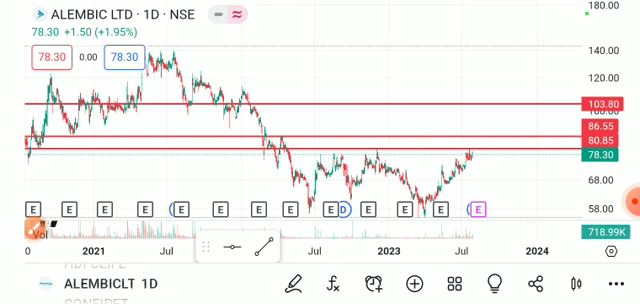 ALEMBIC LTD · 1D · NSE
180.00
78.30 +1.50 (+1.95%)
78.30 0.00 78.30
140.00
120.00
103.80
86.55
80.85
78.30
68.00
58.00
E E E E E E E E E E D E E E E
Vol
718.99K
2021 Jul Jul 2023 Jul 2024
ALEMBICLT 1D